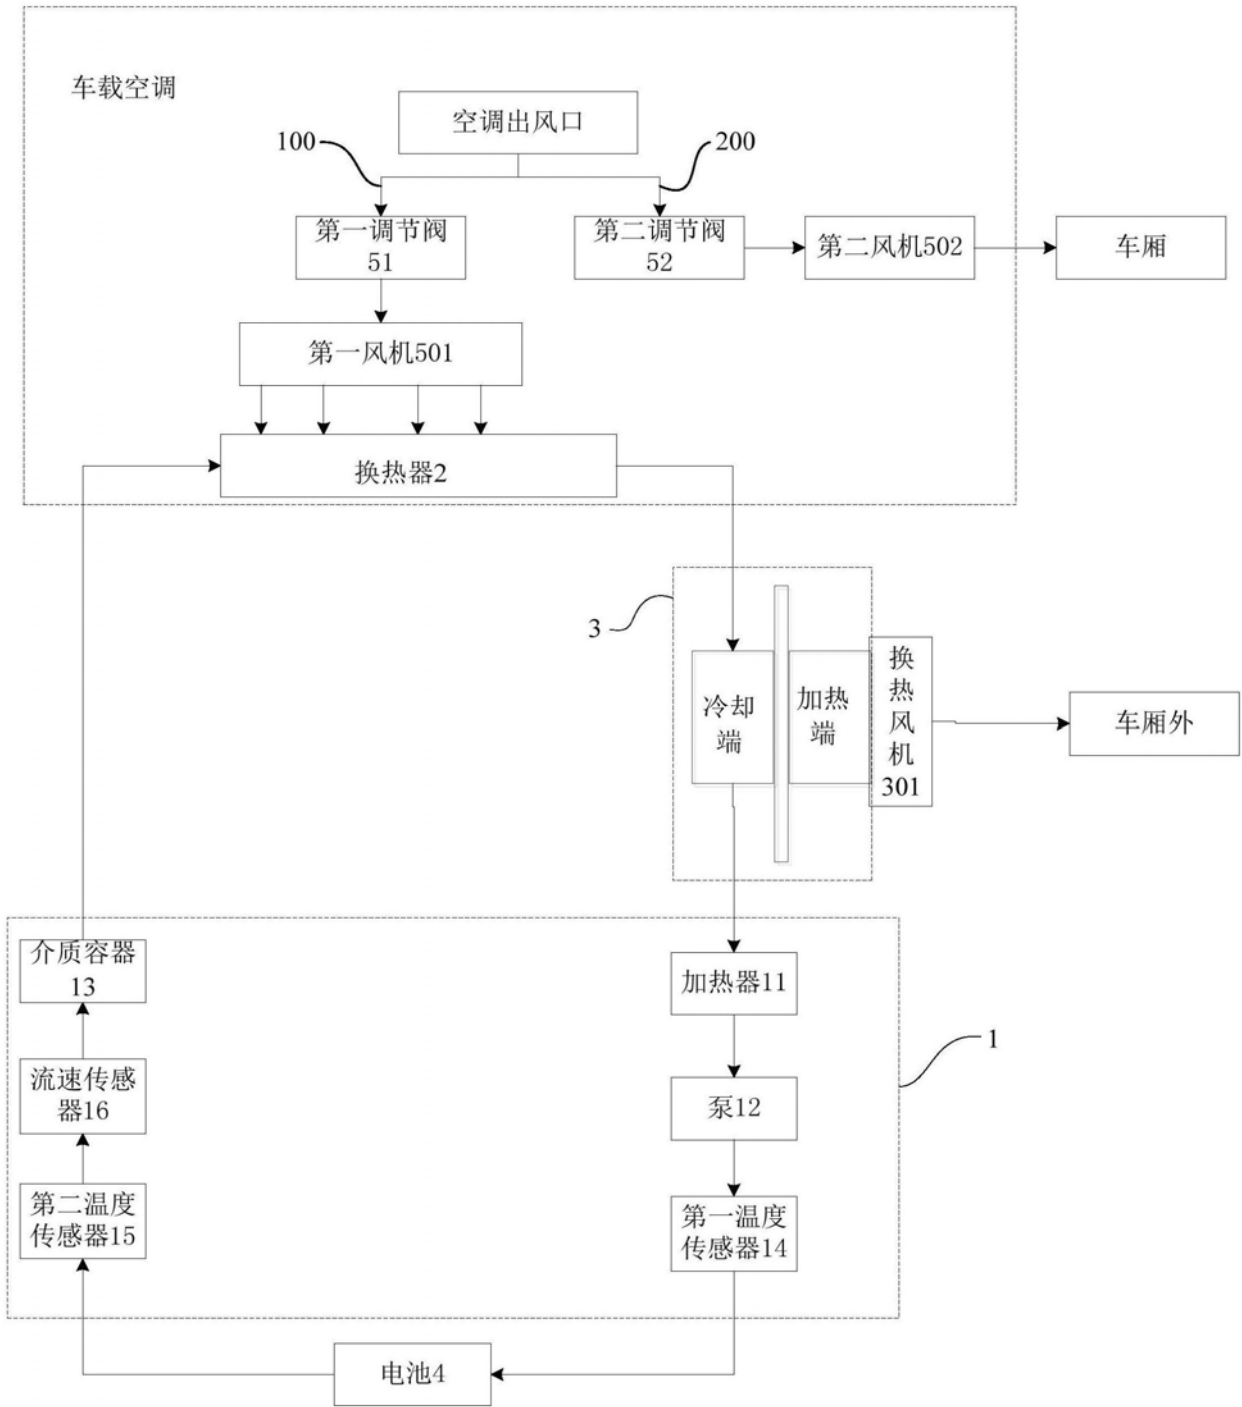 车载空调
空调出风口
100
200
第一调节阀
51
第二调节阀
52
第二风机502
车厢
第一风机501
换热器2
3
冷却
端
加热
端
换
热
风
机
301
车厢外
介质容器
13
加热器11
1
流速传感
器16
泵12
第二温度
传感器15
第一温度
传感器14
电池4